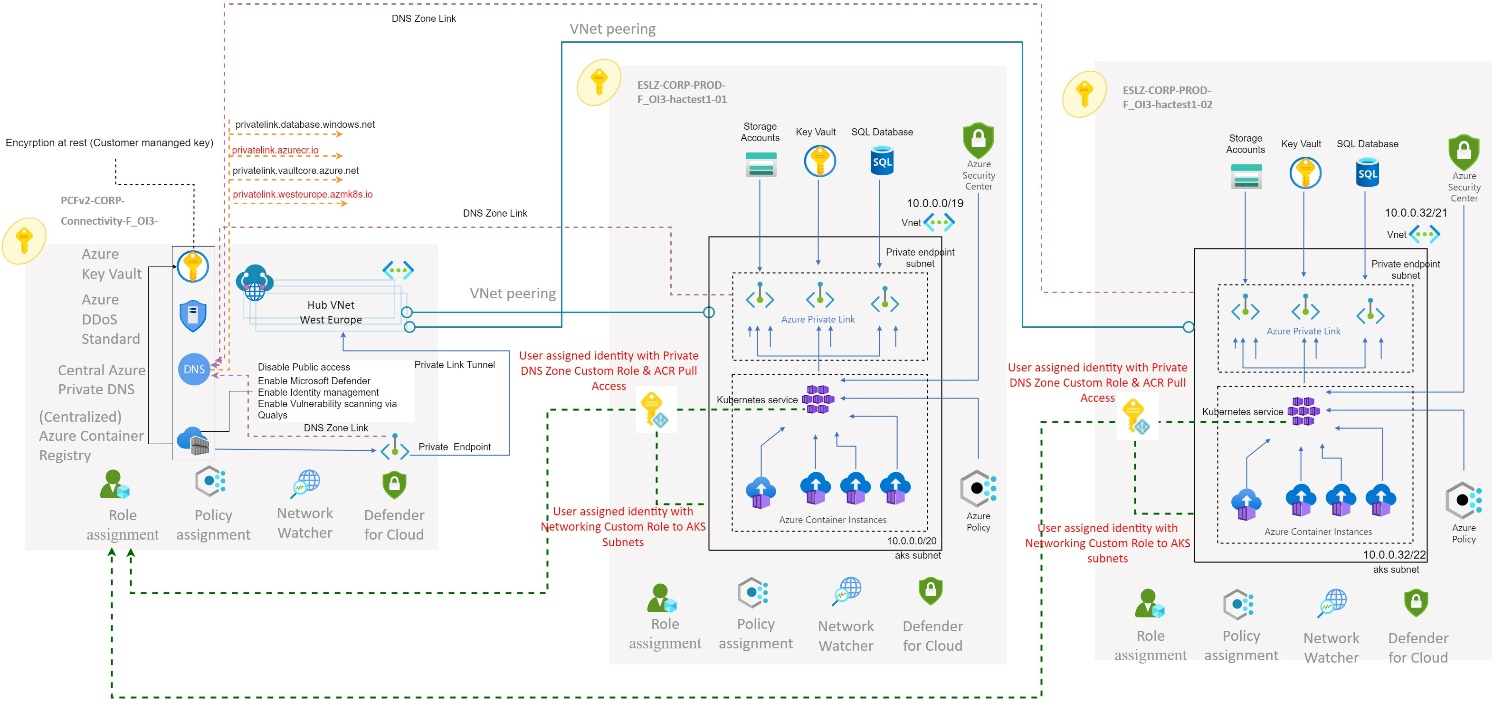 DNS Zone Link
VNet peering
ESLZ-CORP-PROD-
F_OI3-hactest1-01
ESLZ-CORP-PROD-
F_OI3-hactest1-02
privatelink.database.windows.net
privatelink.azurecr.io
privatelink.vaultcore.azure.net
privatelink.westeurope.azmk8s.io
Encyrption at rest (Customer mananged key)
PCFv2-CORP-
Connectivity-F_OI3-
Azure
Key Vault
Azure
DDoS
Standard
Central Azure
Private DNS
(Centralized)
Azure Container
Registry
DNS
Hub VNet
West Europe
VNet peering
DNS Zone Link
Private Link Tunnel
Disable Public access
Enable Microsoft Defender
Enable Identity management
Enable Vulnerability scanning via
Qualys
DNS Zone Link
Private Endpoint
Role
assignment
Policy
assignment
Network
Watcher
Defender
for Cloud
Storage
Accounts
Key Vault
SQL Database
SQL
Azure
Security
Center
10.0.0.0/19
Vnet
Private endpoint
subnet
Azure Private Link
User assigned identity with Private
DNS Zone Custom Role & ACR Pull
Access
Kubernetes service
User assigned identity with
Networking Custom Role to AKS
Subnets
Azure Container Instances
10.0.0.0/20
aks subnet
Azure
Policy
Role
assignment
Policy
assignment
Network
Watcher
Defender
for Cloud
Storage
Accounts
Key Vault
SQL Database
SQL
Azure
Security
Center
10.0.0.32/21
Vnet
Private endpoint
subnet
Azure Private Link
User assigned identity with Private
DNS Zone Custom Role & ACR Pull
Access
Kubernetes service
User assigned identity with
Networking Custom Role to AKS
subnets
Azure Container Instances
10.0.0.32/22
aks subnet
Azure
Policy
Role
assignment
Policy
assignment
Network
Watcher
Defender
for Cloud